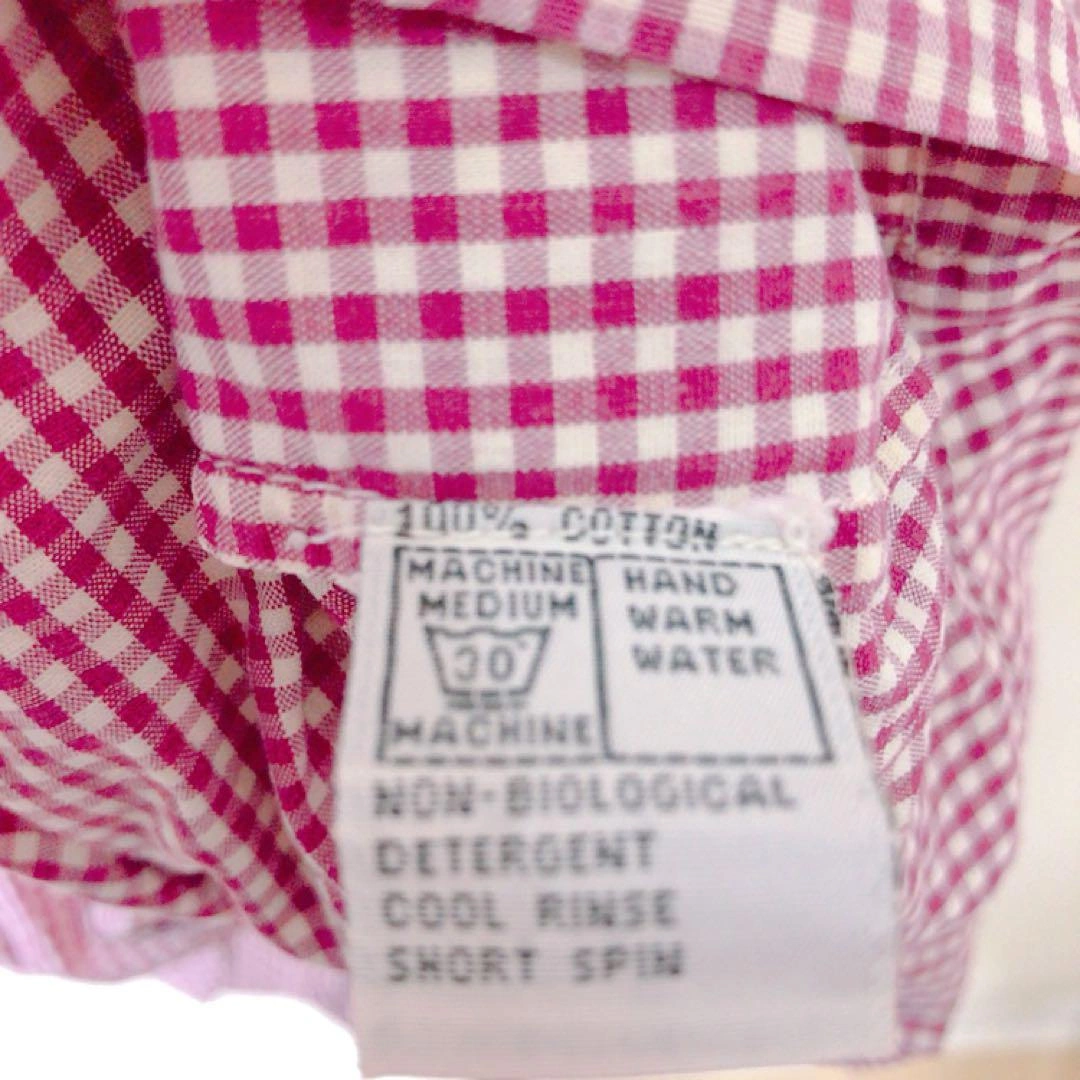 100% COTTON
MACHINE
MEDIUM
30°
MACHINE
HAND
WARM
WATER
NON-BIOLOGICAL
DETERGENT
COOL RINSE
SHORT SPIN